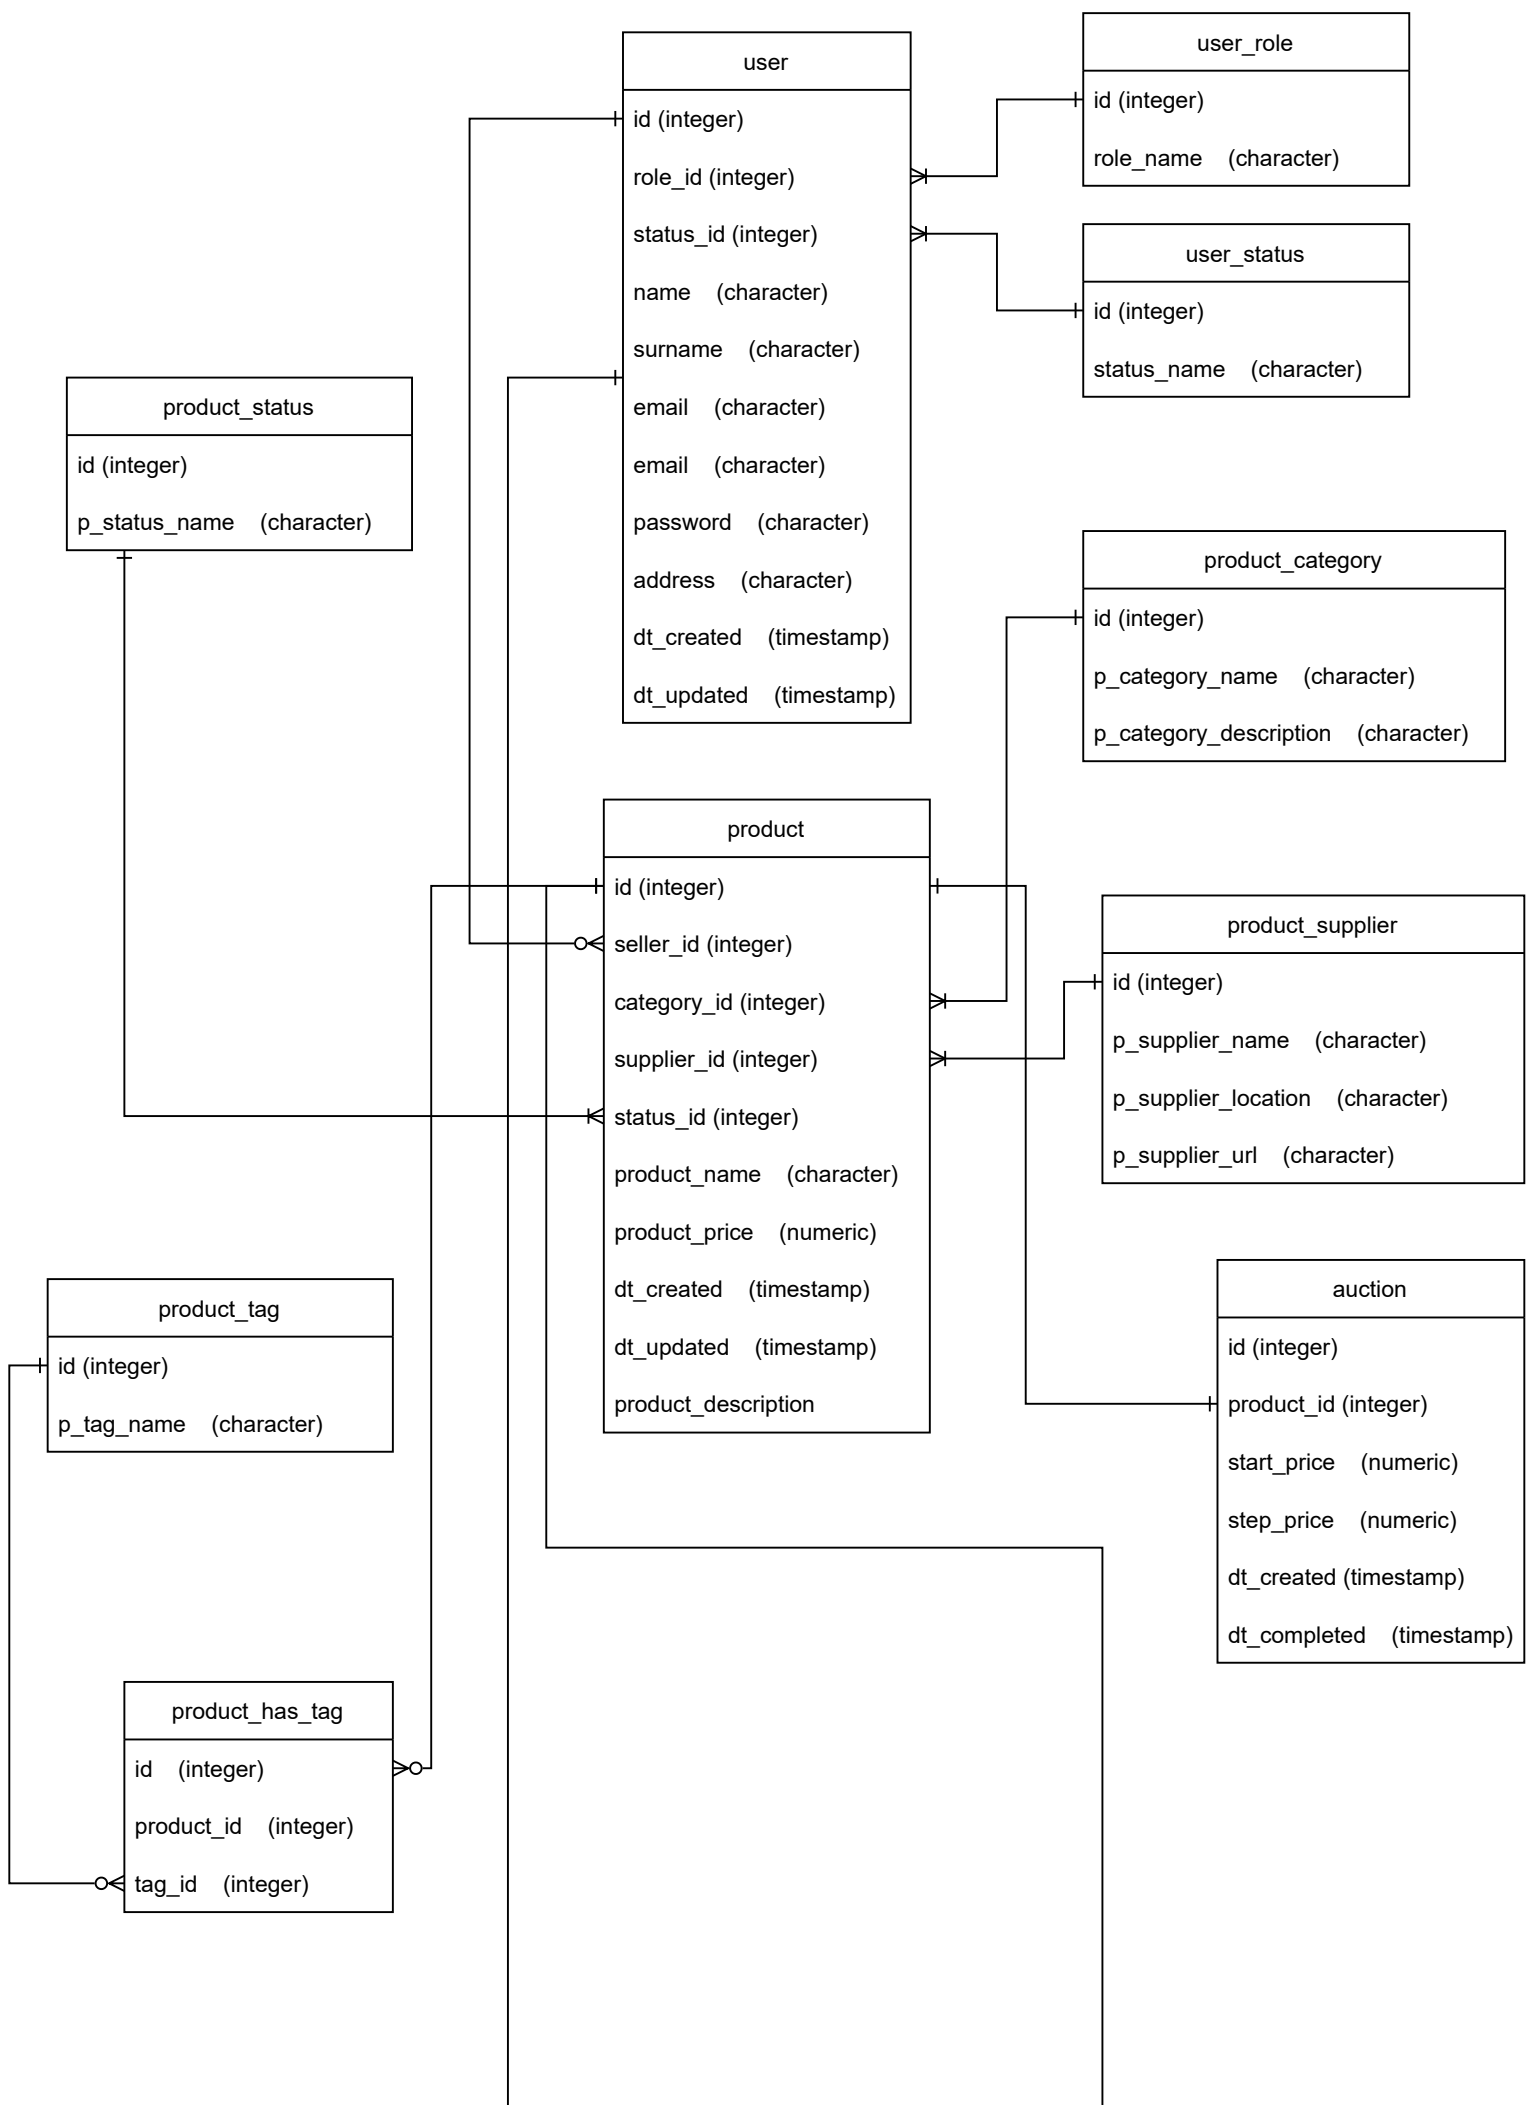 user
id (integer)
role_id (integer)
status_id (integer)
name (character)
surname (character)
email (character)
email (character)
password (character)
address (character)
dt_created (timestamp)
dt_updated (timestamp)
user_role
id (integer)
role_name (character)
user_status
id (integer)
status_name (character)
product_status
id (integer)
p_status_name (character)
product_category
id (integer)
p_category_name (character)
p_category_description (character)
product
id (integer)
seller_id (integer)
category_id (integer)
supplier_id (integer)
status_id (integer)
product_name (character)
product_price (numeric)
dt_created (timestamp)
dt_updated (timestamp)
product_description
product_supplier
id (integer)
p_supplier_name (character)
p_supplier_location (character)
p_supplier_url (character)
auction
id (integer)
product_id (integer)
start_price (numeric)
step_price (numeric)
dt_created (timestamp)
dt_completed (timestamp)
product_tag
id (integer)
p_tag_name (character)
product_has_tag
id (integer)
product_id (integer)
tag_id (integer)